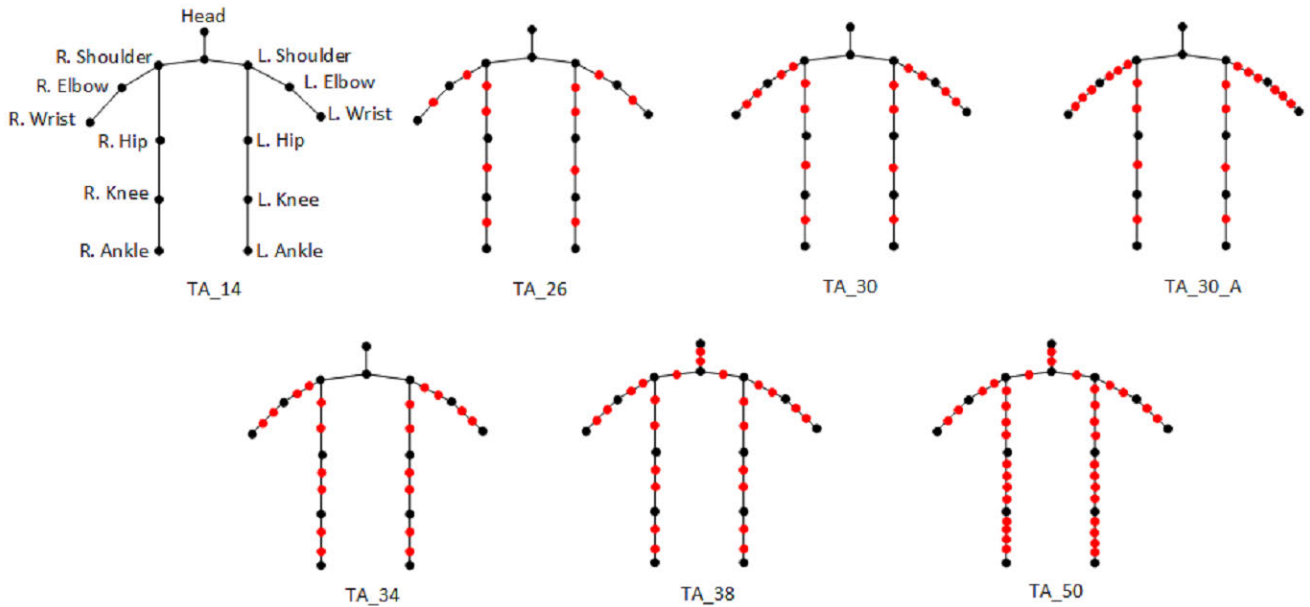 Head
R. Shoulder
L. Shoulder
R. Elbow
L. Elbow
R. Wrist
L. Wrist
R. Hip
L. Hip
R. Knee
L. Knee
R. Ankle
L. Ankle
TA_14
TA_26
TA_30
TA_30_A
TA_34
TA_38
TA_50